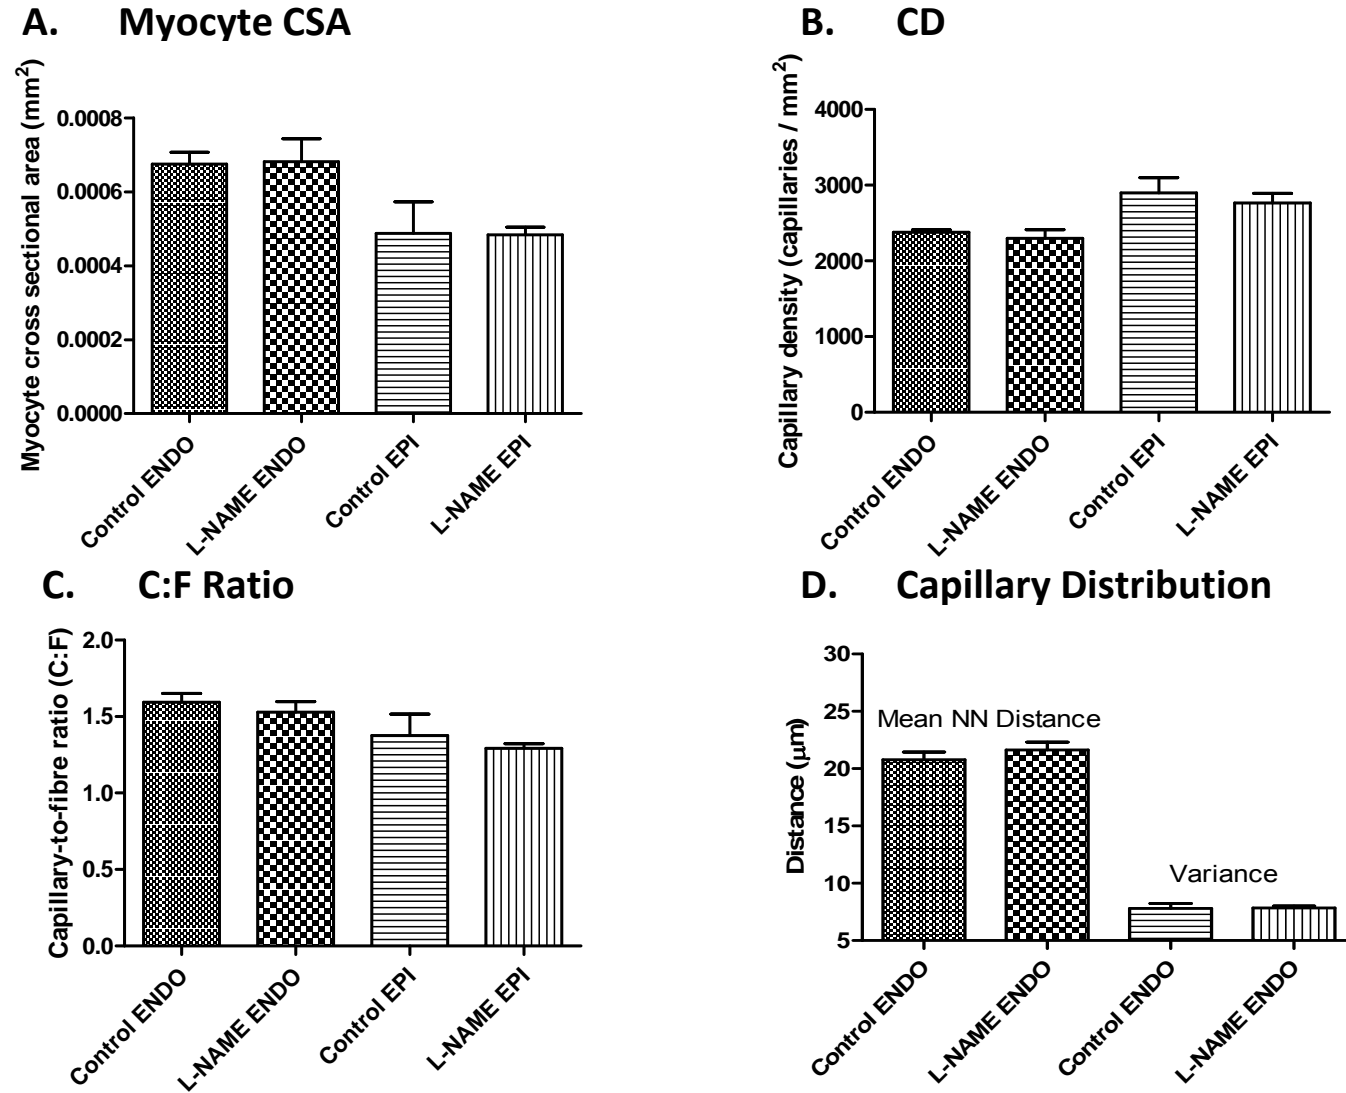 A. Myocyte CSA
Myocyte cross sectional area (mm²)
0.0008
0.0006
0.0004
0.0002
0.0000
Control ENDO
L-NAME ENDO
Control EPI
L-NAME EPI
B. CD
Capillary density (capillaries / mm²)
4000
3000
2000
1000
0
Control ENDO
L-NAME ENDO
Control EPI
L-NAME EPI
C. C:F Ratio
Capillary-to-fibre ratio (C:F)
2.0
1.5
1.0
0.5
0.0
Control ENDO
L-NAME ENDO
Control EPI
L-NAME EPI
D. Capillary Distribution
Distance (μm)
30
25
20
15
10
5
Mean NN Distance
Variance
Control ENDO
L-NAME ENDO
Control ENDO
L-NAME ENDO